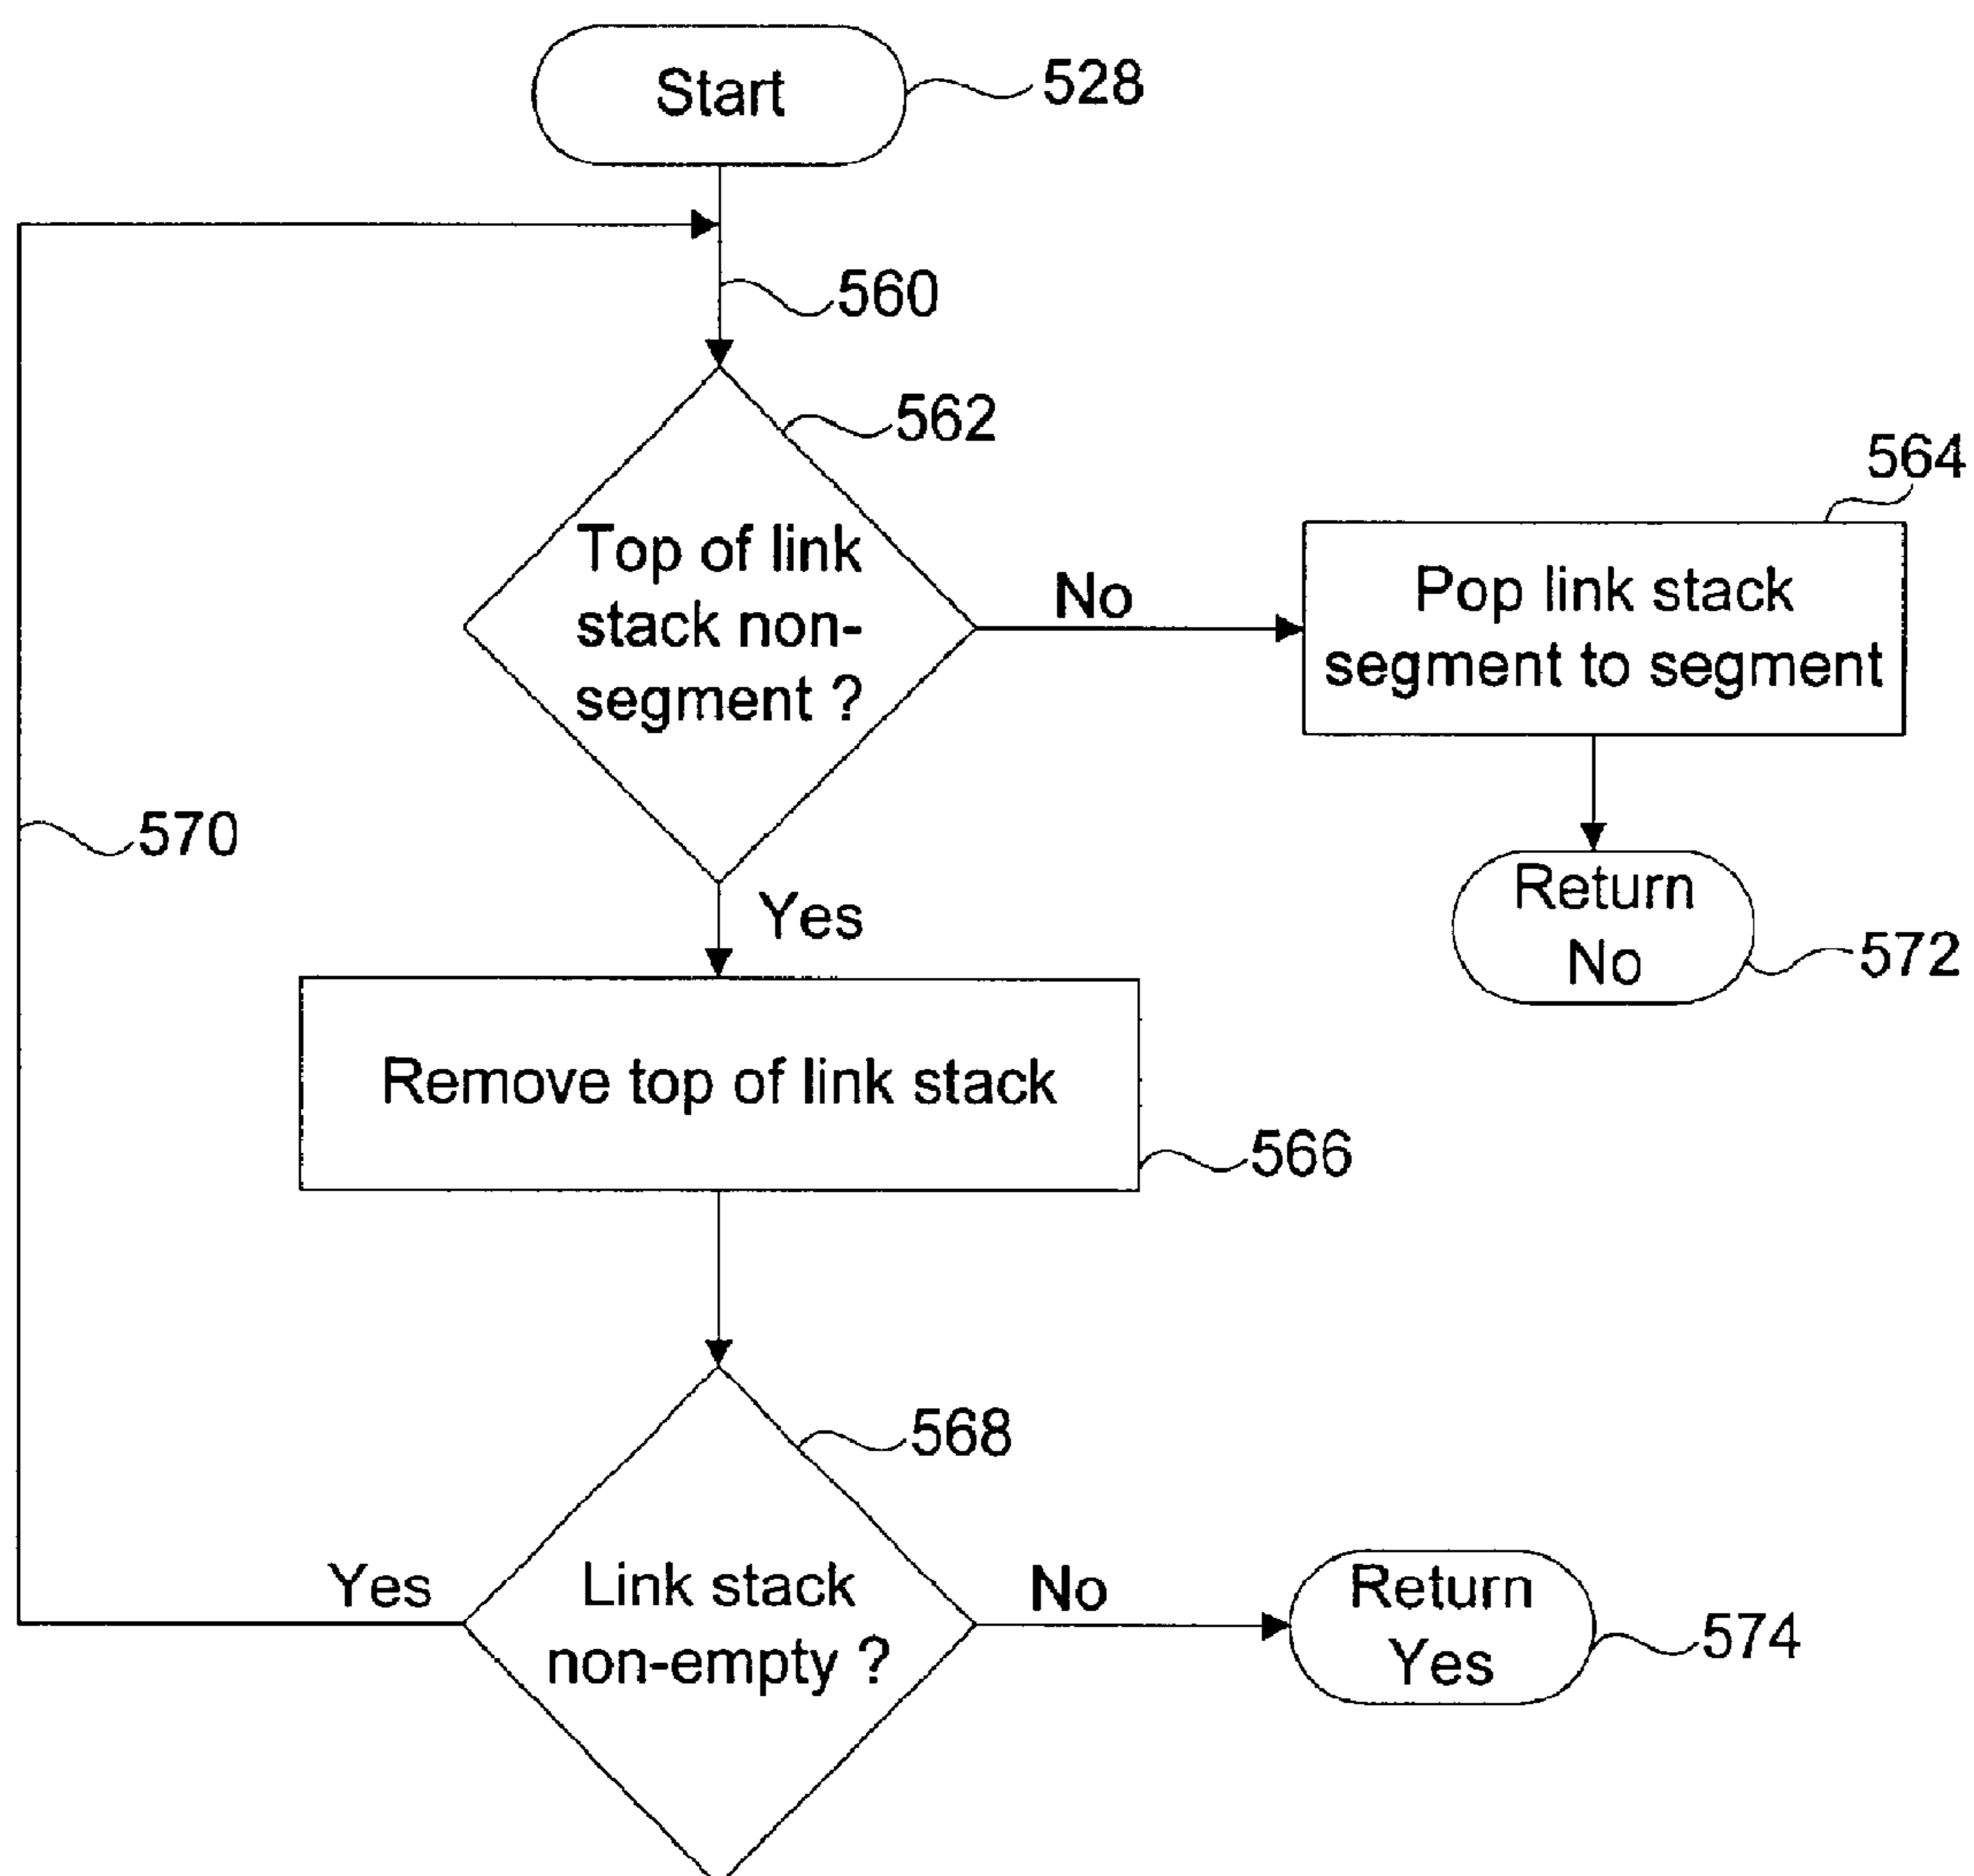 Start
528
560
562
Top of link
stack non-
segment ?
No
564
Pop link stack
segment to segment
Return
No
572
570
Yes
Remove top of link stack
566
568
Link stack
non-empty ?
Yes
No
Return
Yes
574